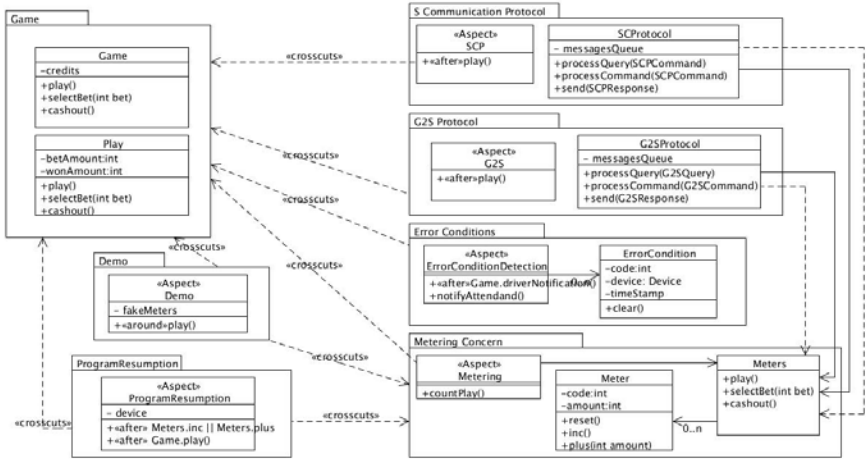 Game
Game
-credits
+play()
+selectBet(int bet)
+cashout()
Play
-betAmount:int
-wonAmount:int
+play()
+selectBet(int bet)
+cashout()
S Communication Protocol
«Aspect»
SCP
+«after»play()
SCProtocol
- messagesQueue
+processQuery(SCPCommand)
+processCommand(SCPCommand)
+send(SCPResponse)
«crosscuts»
G2S Protocol
«Aspect»
G2S
+«after»play()
G2SProtocol
- messagesQueue
+processQuery(G2SQuery)
+processCommand(G2SCommand)
+send(G2SResponse)
«crosscuts»
«crosscuts»
Error Conditions
«Aspect»
ErrorConditionDetection
+«after»Game.driverNotification()
+notifyAttendand()
0..n
ErrorCondition
-code:int
-device: Device
-timeStamp
+clear()
«crosscuts»
«crosscuts»
«crosscuts»
Demo
«Aspect»
Demo
- fakeMeters
+«around»play()
«crosscuts»
Metering Concern
«Aspect»
Metering
+countPlay()
Meter
-code:int
-amount:int
+reset()
+inc()
+plus(int amount)
0..n
Meters
+play()
+selectBet(int bet)
+cashout()
ProgramResumption
«Aspect»
ProgramResumption
- device
+«after» Meters.inc || Meters.plus
+«after» Game.play()
«crosscuts»
«crosscuts»